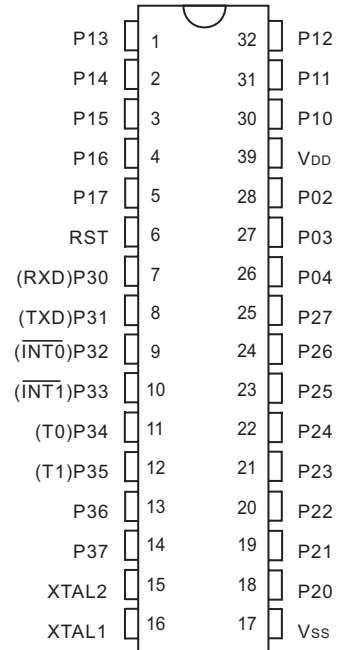 P13 1 32 P12
P14 2 31 P11
P15 3 30 P10
P16 4 39 VDD
P17 5 28 P02
RST 6 27 P03
(RXD)P30 7 26 P04
(TXD)P31 8 25 P27
(I̅N̅T̅0̅)P32 9 24 P26
(I̅N̅T̅1̅)P33 10 23 P25
(T0)P34 11 22 P24
(T1)P35 12 21 P23
P36 13 20 P22
P37 14 19 P21
XTAL2 15 18 P20
XTAL1 16 17 Vss